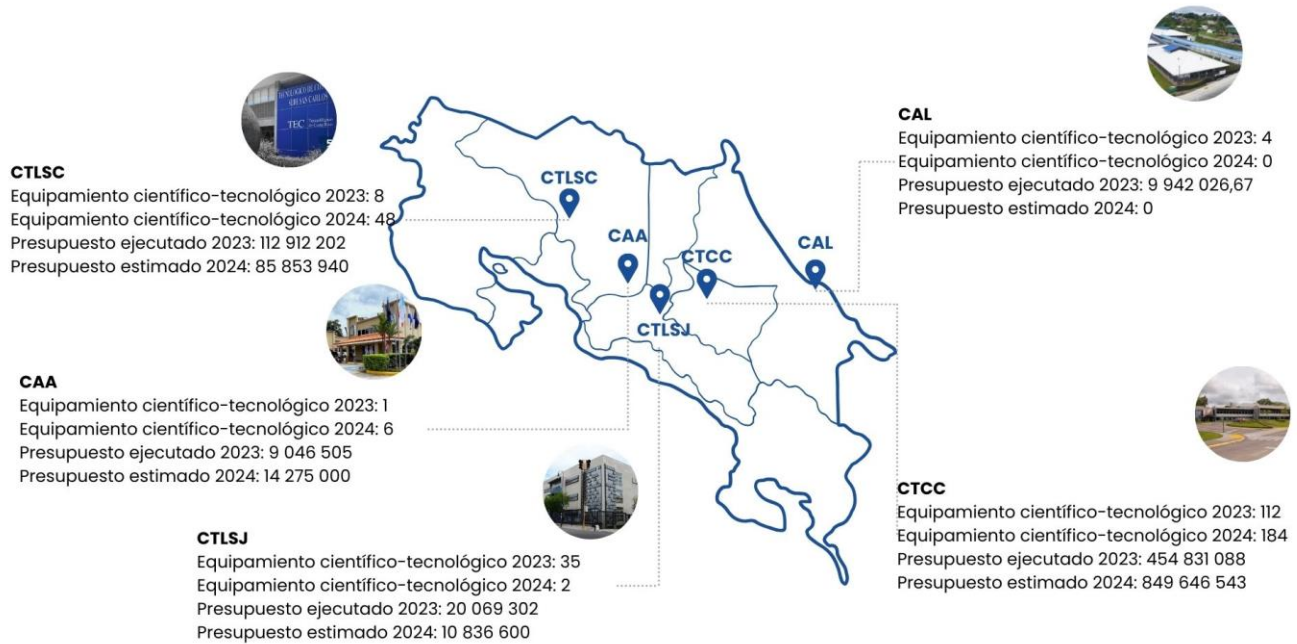 CTLSC
Equipamiento científico-tecnológico 2023: 8
Equipamiento científico-tecnológico 2024: 48
Presupuesto ejecutado 2023: 112 912 202
Presupuesto estimado 2024: 85 853 940
CAA
Equipamiento científico-tecnológico 2023: 1
Equipamiento científico-tecnológico 2024: 6
Presupuesto ejecutado 2023: 9 046 505
Presupuesto estimado 2024: 14 275 000
CTLSJ
Equipamiento científico-tecnológico 2023: 35
Equipamiento científico-tecnológico 2024: 2
Presupuesto ejecutado 2023: 20 069 302
Presupuesto estimado 2024: 10 836 600
TEC
CTLSC
CAA
CTCC
CAL
CTLSJ
CAL
Equipamiento científico-tecnológico 2023: 4
Equipamiento científico-tecnológico 2024: 0
Presupuesto ejecutado 2023: 9 942 026,67
Presupuesto estimado 2024: 0
CTCC
Equipamiento científico-tecnológico 2023: 112
Equipamiento científico-tecnológico 2024: 184
Presupuesto ejecutado 2023: 454 831 088
Presupuesto estimado 2024: 849 646 543